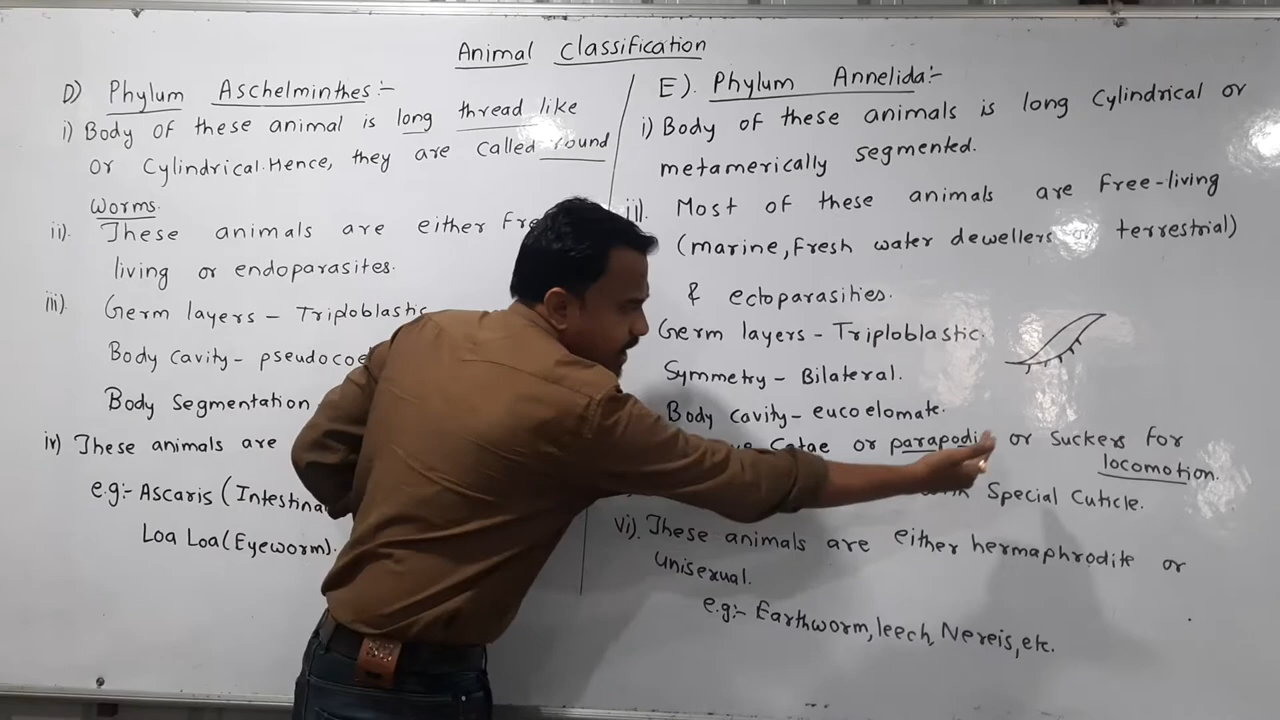 Animal Classification
D) Phylum Aschelminthes:-
i) Body of these animal is long thread like
or Cylindrical. Hence, they are called round
Worms.
ii). These animals are either
living or endoparasites.
iii). Germ layers - Triploblastic
Body cavity -
Body Segmentation
iv) These animals are
e.g:- Ascaris (
Loa Loa (Eyeworm).
E). Phylum Annelida:-
i) Body of these animals is long Cylindrical or
metamerically segmented.
ii). Most of these animals are Free-living
(marine, Fresh water dewellers or terrestrial)
& ectoparasities.
Germ layers - Triploblastic.
Symmetry - Bilateral.
Body cavity - eucoelomate.
or or Suckers for
locomotion.
Special Cuticle.
vi). These animals are either hermaphrodite or
Unisexual.
e.g:- Earthworm, leech, Nereis, etc.